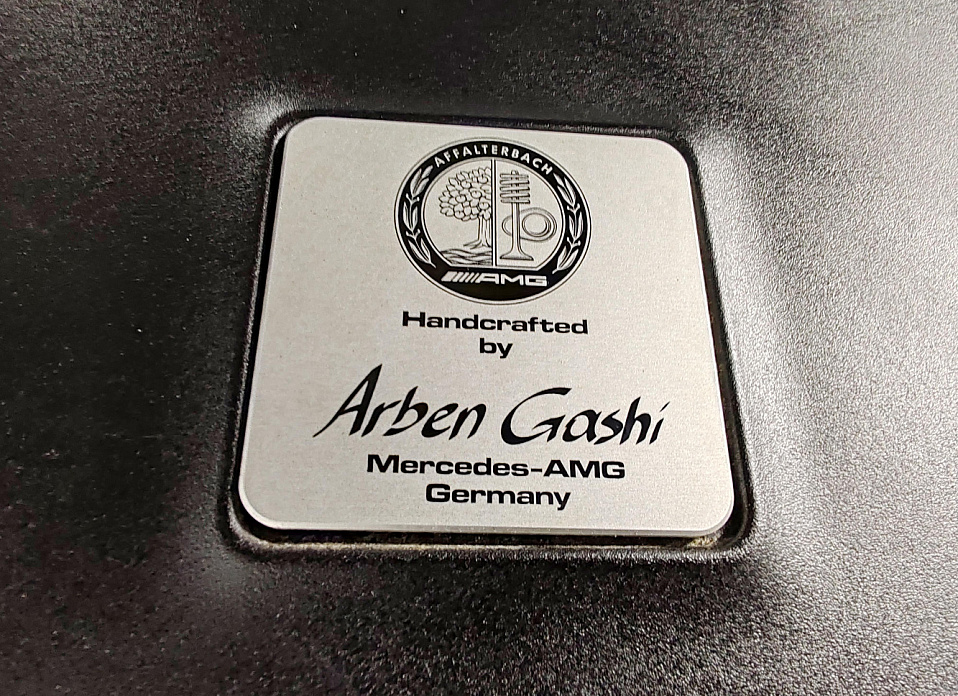 AFFALTERBACH
AMG
Handcrafted
by
Arben Gashi
Mercedes-AMG
Germany